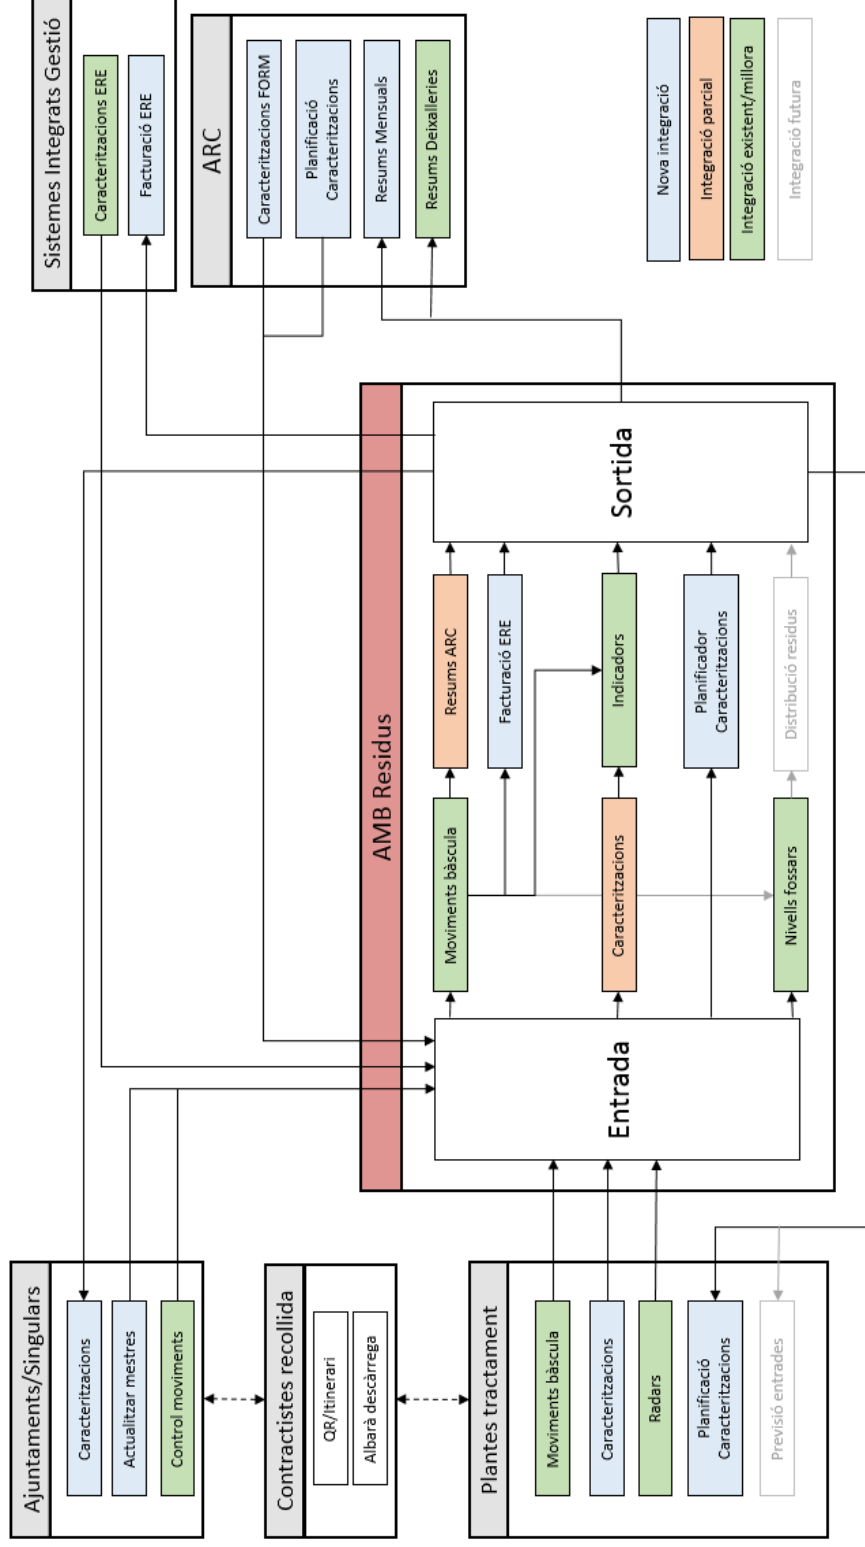 Ajuntaments/Singulars
Caracteritzacions
Actualitzar mestres
Control moviments
Contractistes recollida
QR/Itinerari
Albarà descàrrega
Plantes tractament
Moviments bàscula
Caracteritzacions
Radars
Planificació
Caracteritzacions
Previsió entrades
AMB Residus
Entrada
Moviments bàscula
Caracteritzacions
Nivells fossars
Resums ARC
Facturació ERE
Indicadors
Planificador
Caracteritzacions
Distribució residus
Sortida
Sistemes Integrats Gestió
Caracteritzacions ERE
Facturació ERE
ARC
Caracteritzacions FORM
Planificació
Caracteritzacions
Resums Mensuals
Resums Deixalleries
Nova integració
Integració parcial
Integració existent/millora
Integració futura